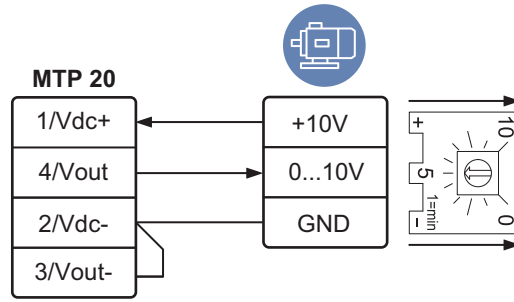 MTP 20
1/Vdc+
4/Vout
2/Vdc-
3/Vout-
+10V
0...10V
GND
+
-
5
1=min
10
0